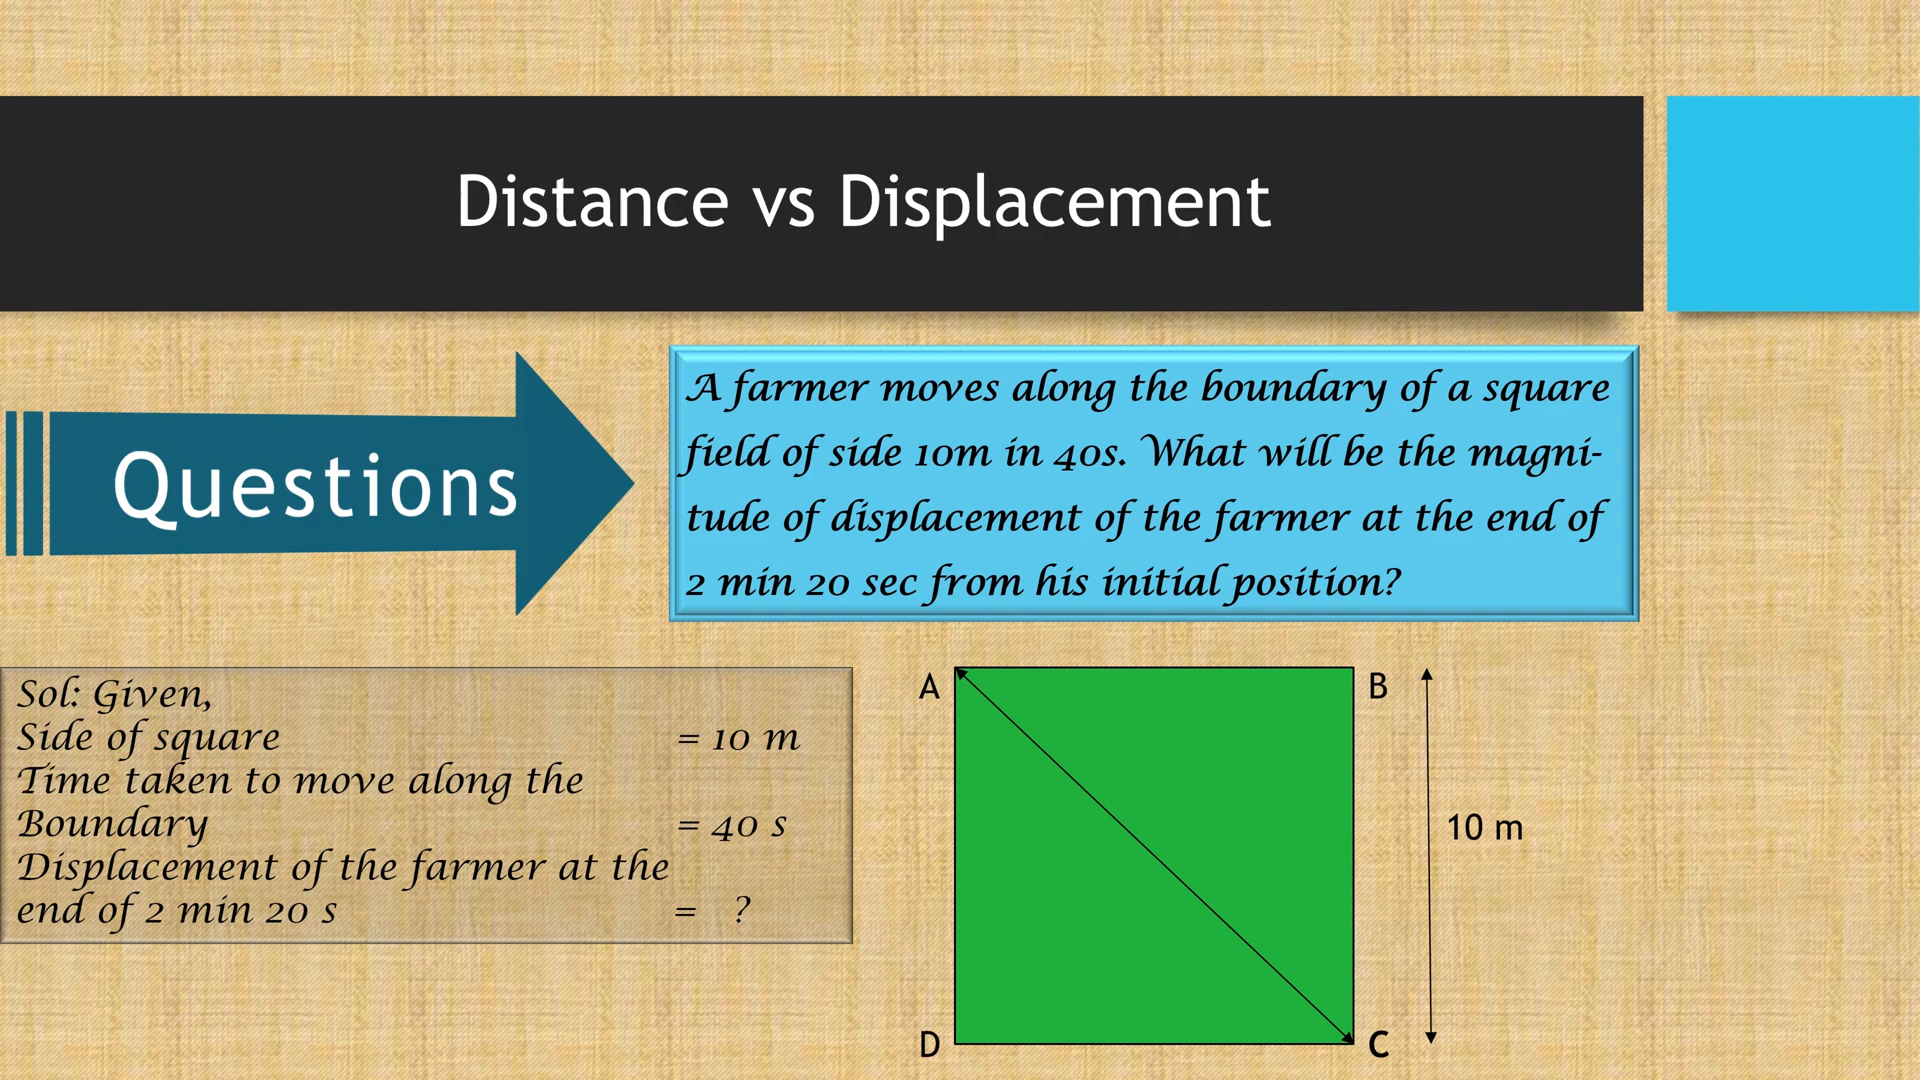 Distance vs Displacement
Questions
A farmer moves along the boundary of a square
field of side 10m in 40s. What will be the magni-
tude of displacement of the farmer at the end of
2 min 20 sec from his initial position?
Sol: Given,
Side of square = 10 m
Time taken to move along the
Boundary = 40 s
Displacement of the farmer at the
end of 2 min 20 s = ?
A
B
10 m
D
C